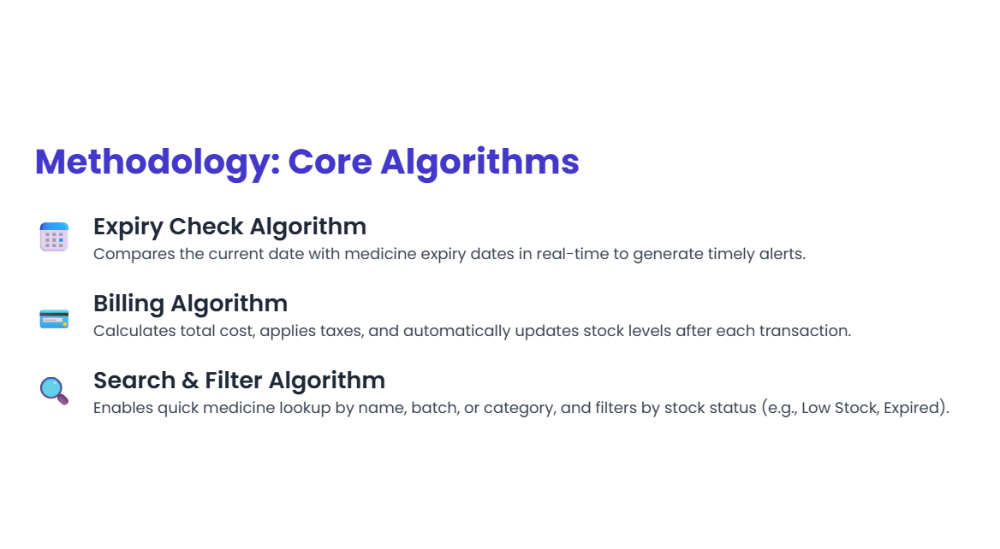 Methodology: Core Algorithms
Expiry Check Algorithm
Compares the current date with medicine expiry dates in real-time to generate timely alerts.
Billing Algorithm
Calculates total cost, applies taxes, and automatically updates stock levels after each transaction.
Search & Filter Algorithm
Enables quick medicine lookup by name, batch, or category, and filters by stock status (e.g., Low Stock, Expired).